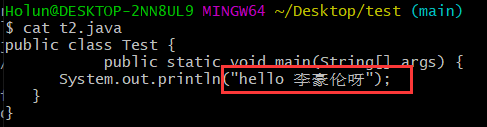 Holun@DESKTOP-2NN8UL9 MINGW64 ~/Desktop/test (main)
$ cat t2.java
public class Test {
/ public static void main(String[] args) {
System.out.println("hello 李豪伦呀");
}
}